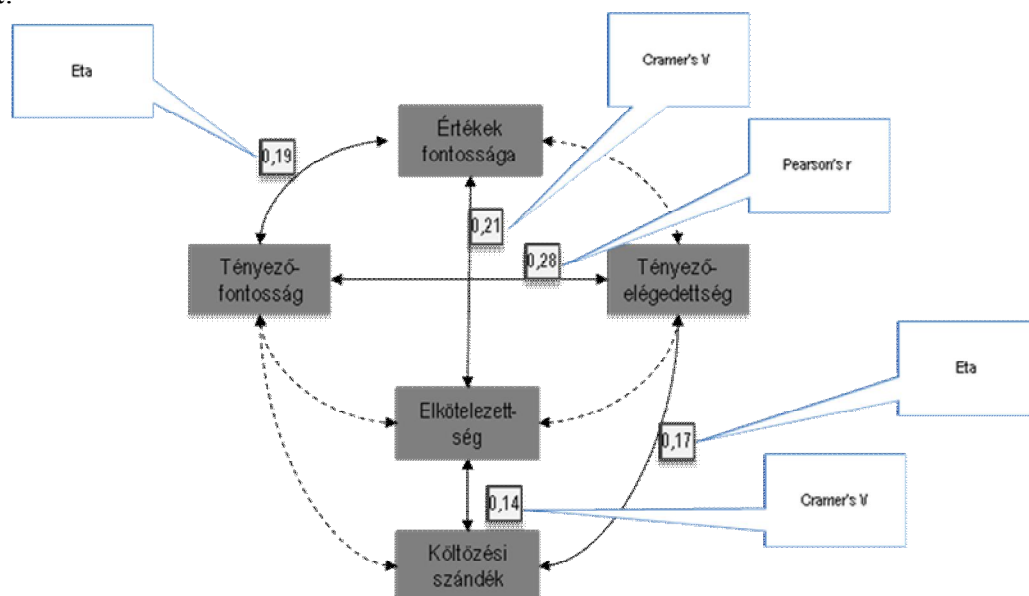 Cramer's V
Eta
Értékek
fontossága
0,19
Pearson's r
0,21
0,28
Tényező-
fontosság
Tényező-
elégedettség
Eta
Elkötelezett-
ség
0,17
0,14
Cramer's V
Költözési
szándék